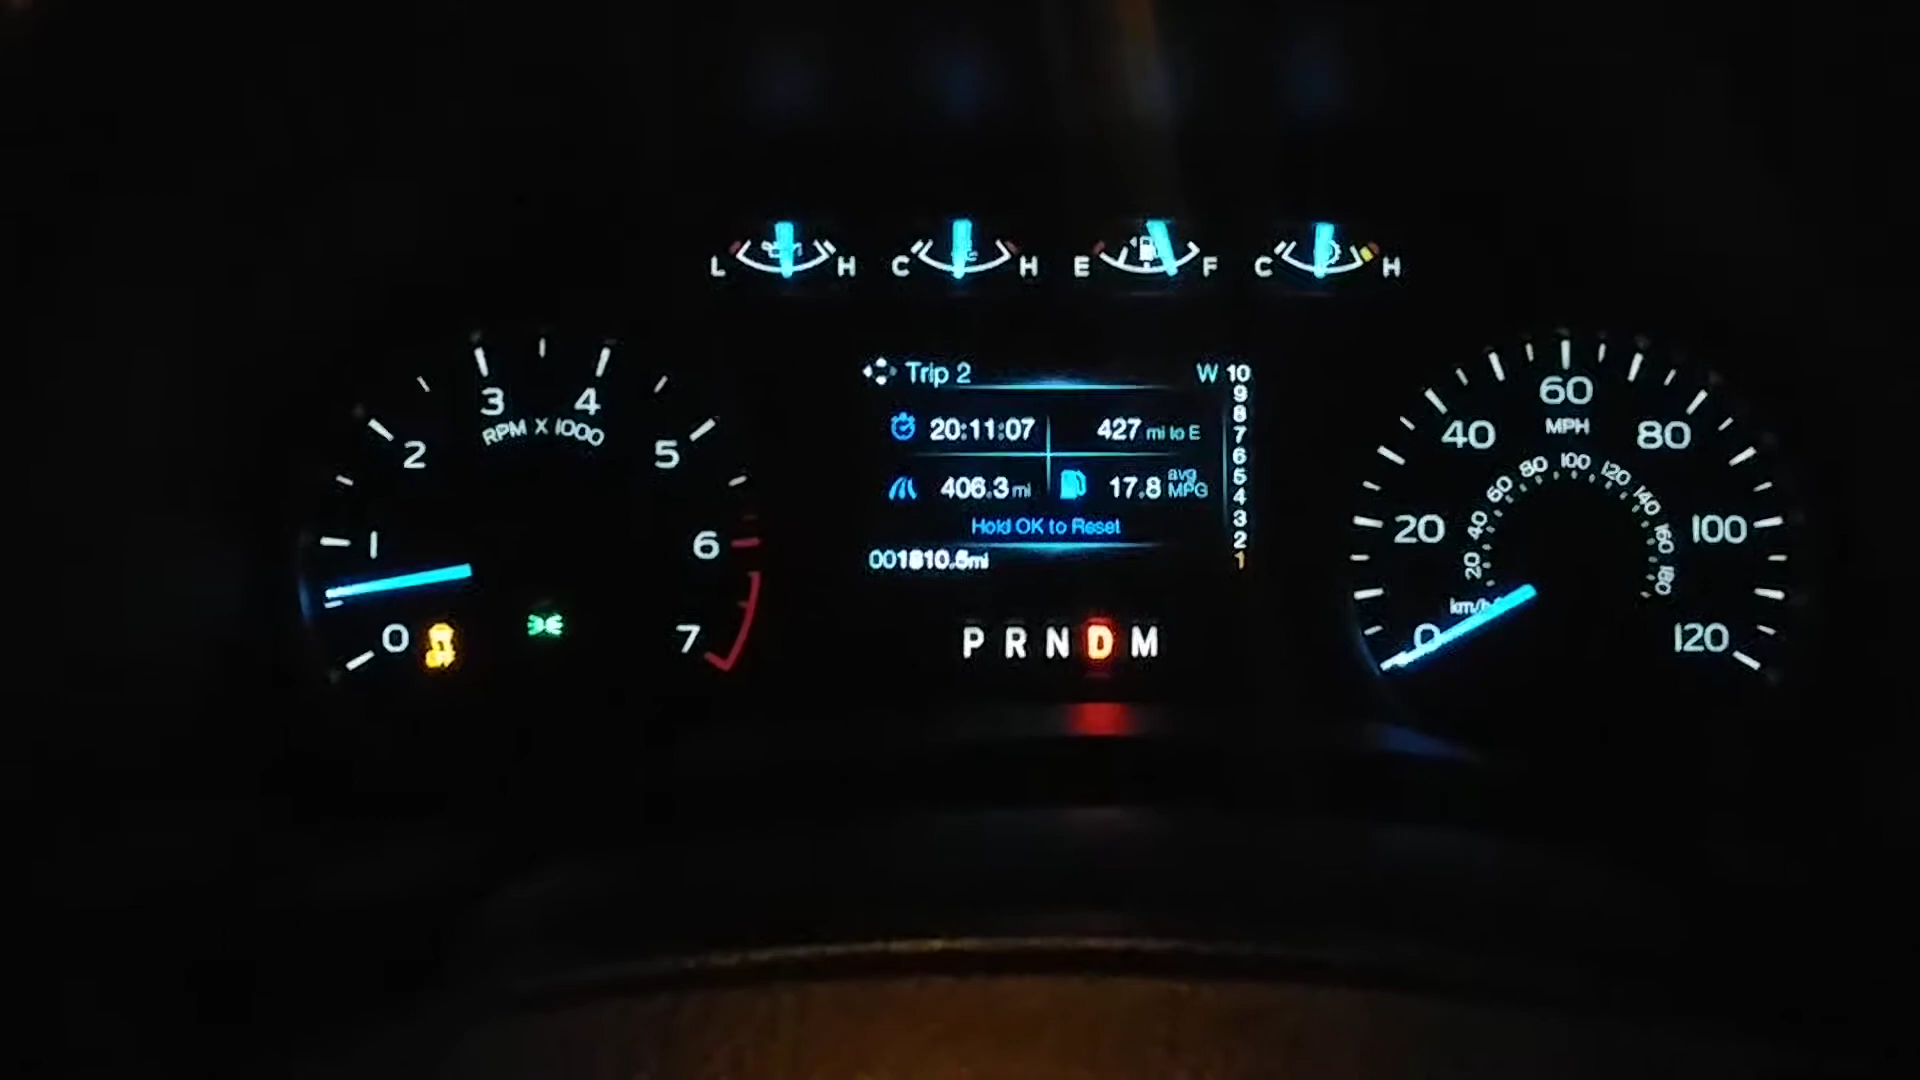 L H C H E F C H
3 4
RPM X 1000
2 5
1 6
0 7
Trip 2 W
20:11:07 427 mi to E
406.3 mi 17.8 avg MPG
Hold OK to Reset
001810.5mi
10
9
8
7
6
5
4
3
2
1
P R N D M
OFF
60
MPH
40 80
20 100
0 120
20 40 60 80 100 120 140 160 180
km/h